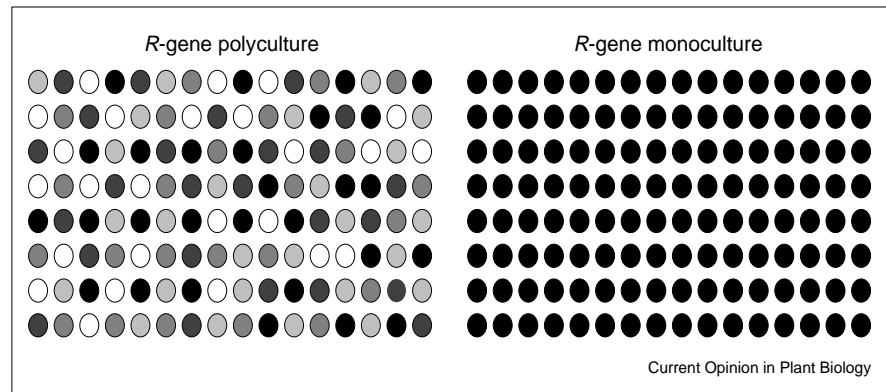 R-gene polyculture
R-gene monoculture
Current Opinion in Plant Biology